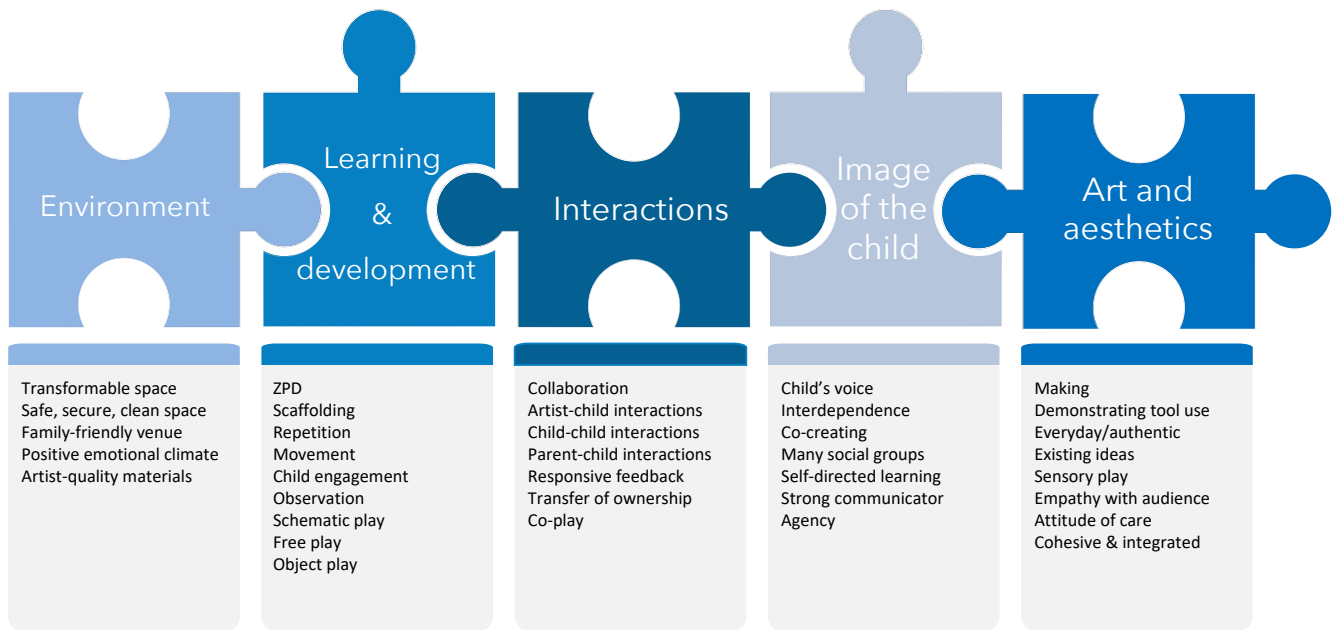 Environment
Learning
&
development
Interactions
Image
of the
child
Art and
aesthetics
Transformable space
Safe, secure, clean space
Family-friendly venue
Positive emotional climate
Artist-quality materials
ZPD
Scaffolding
Repetition
Movement
Child engagement
Observation
Schematic play
Free play
Object play
Collaboration
Artist-child interactions
Child-child interactions
Parent-child interactions
Responsive feedback
Transfer of ownership
Co-play
Child’s voice
Interdependence
Co-creating
Many social groups
Self-directed learning
Strong communicator
Agency
Making
Demonstrating tool use
Everyday/authentic
Existing ideas
Sensory play
Empathy with audience
Attitude of care
Cohesive & integrated